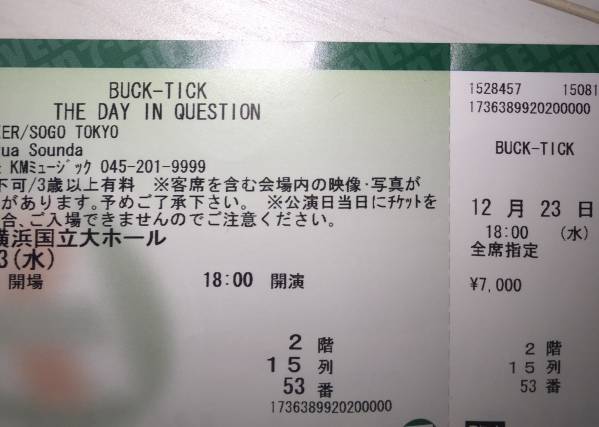 BUCK-TICK
THE DAY IN QUESTION
ER/SOGO TOKYO
ua Sounda
KMミュージック 045-201-9999
不可/3歳以上有料 ※客席を含む会場内の映像・写真が
があります。予めご了承下さい。 ※公演日当日にチケットを
合、ご入場できませんのでご注意ください。
横浜国立大ホール
3(水)
開場 18:00 開演
2 階
15 列
53 番
1736389920200000
1528457 15081
1736389920200000
BUCK-TICK
12 月 23 日
18:00 (水)
全席指定
¥7,000
2 階
15 列
53 番